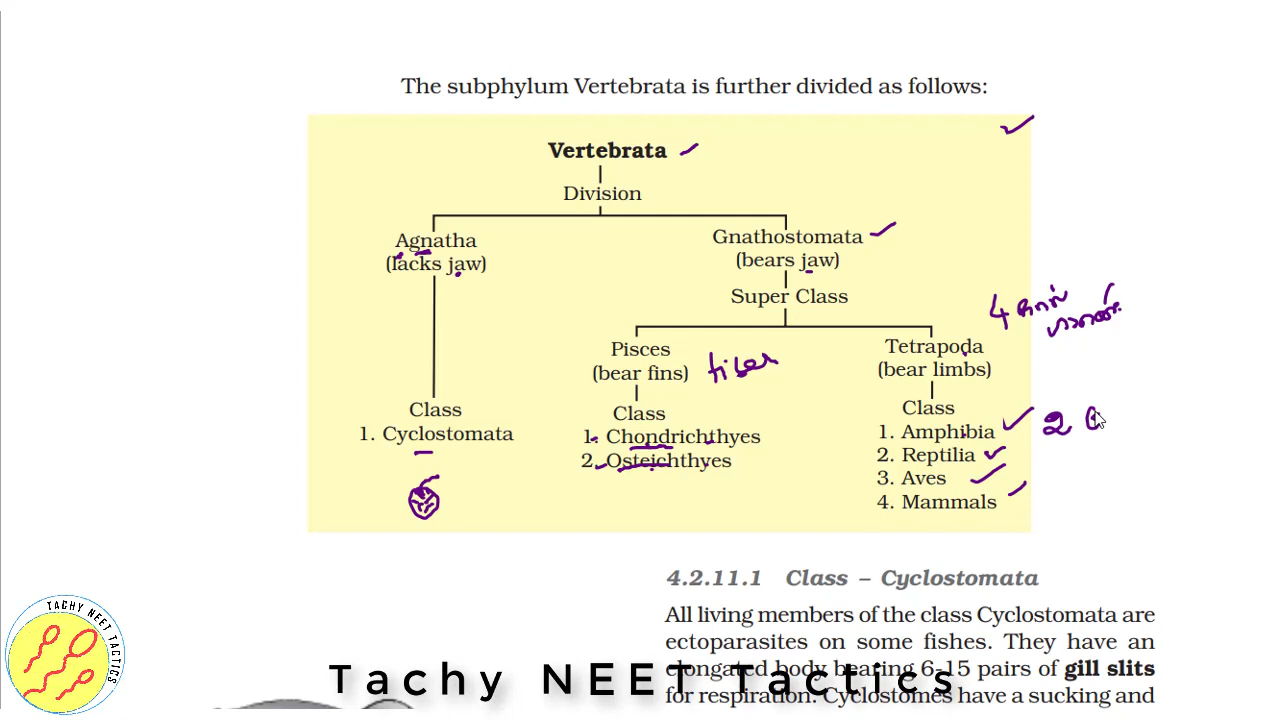 The subphylum Vertebrata is further divided as follows:
Vertebrata
Division
Agnatha
(lacks jaw)
Gnathostomata
(bears jaw)
Super Class
Pisces
(bear fins)
Tetrapoda
(bear limbs)
Class
1. Cyclostomata
Class
1. Chondrichthyes
2. Osteichthyes
Class
1. Amphibia
2. Reptilia
3. Aves
4. Mammals
4
2
4.2.11.1 Class – Cyclostomata
All living members of the class Cyclostomata are
ectoparasites on some fishes. They have an
elongated body bearing 6-15 pairs of gill slits
for respiration. Cyclostomes have a sucking and
Tachy NEET Tactics
TACHY NEET TACTICS